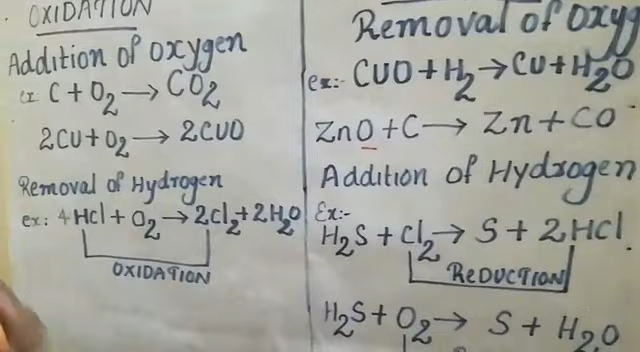 OXIDATION
Addition of oxygen
ex C + O₂ → CO₂
2CU + O₂ → 2CUO
Removal of Hydrogen
ex: 4Hcl + O₂ → 2cl₂ + 2H₂O
OXIDATION
Removal of Oxyg
ex:- CUO + H₂ → Cu + H₂O
ZnO + C → Zn + CO
Addition of Hydrogen
Ex:-
H₂S + Cl₂ → S + 2HCl.
REDUCTION
H₂S + O₂ → S + H₂O